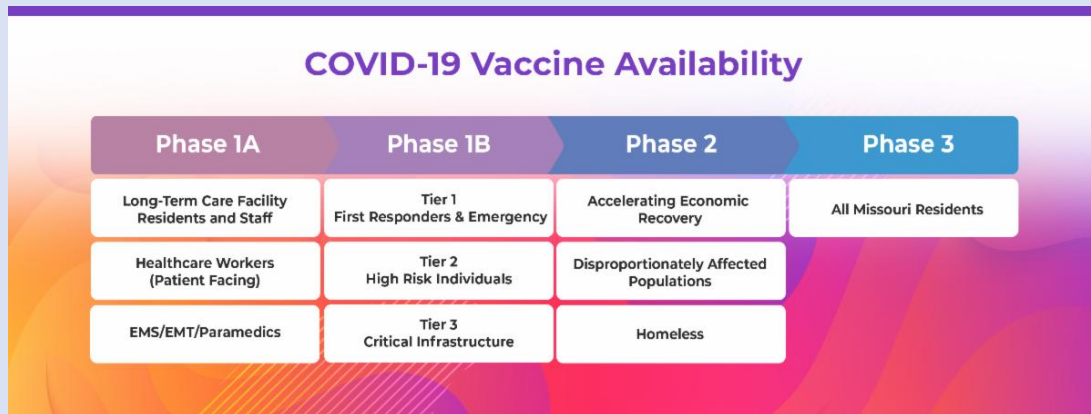 COVID-19 Vaccine Availability
Phase 1A
Phase 1B
Phase 2
Phase 3
Long-Term Care Facility
Residents and Staff
Tier 1
First Responders & Emergency
Accelerating Economic
Recovery
All Missouri Residents
Healthcare Workers
(Patient Facing)
Tier 2
High Risk Individuals
Disproportionately Affected
Populations
EMS/EMT/Paramedics
Tier 3
Critical Infrastructure
Homeless